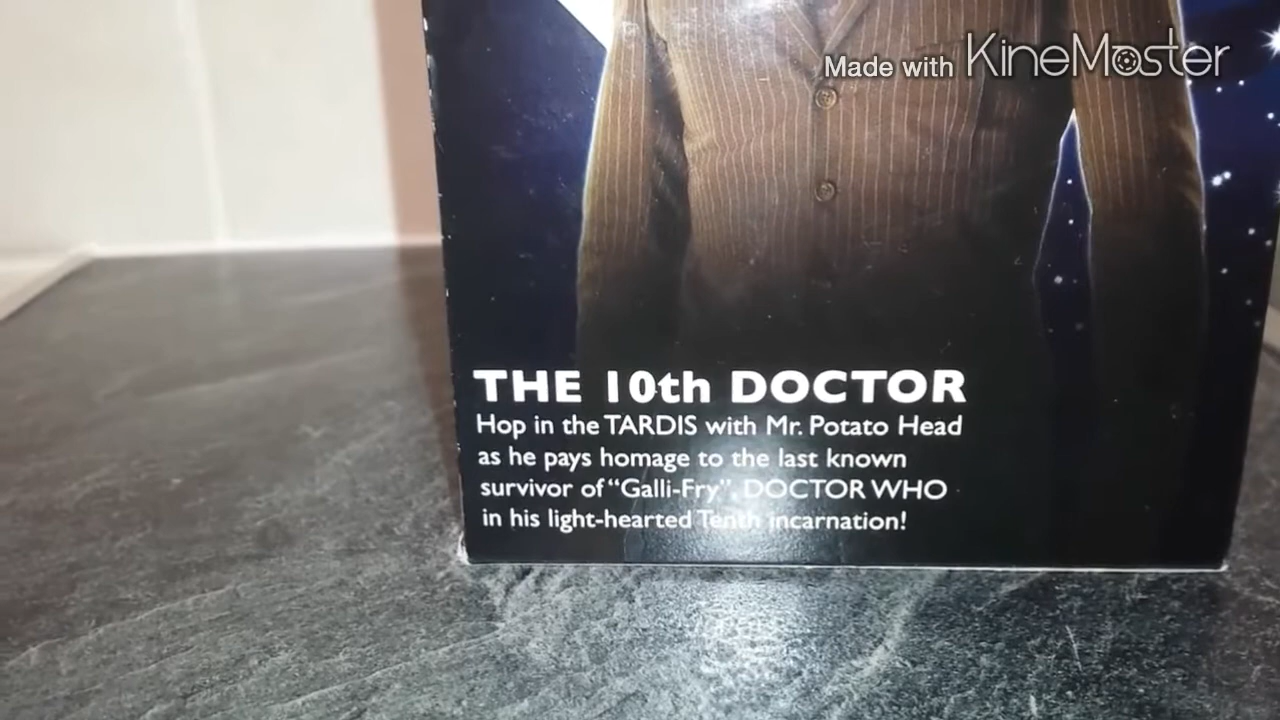 Made with KineMaster
THE 10th DOCTOR
Hop in the TARDIS with Mr. Potato Head
as he pays homage to the last known
survivor of “Galli-Fry”, DOCTOR WHO
in his light-hearted Tenth incarnation!